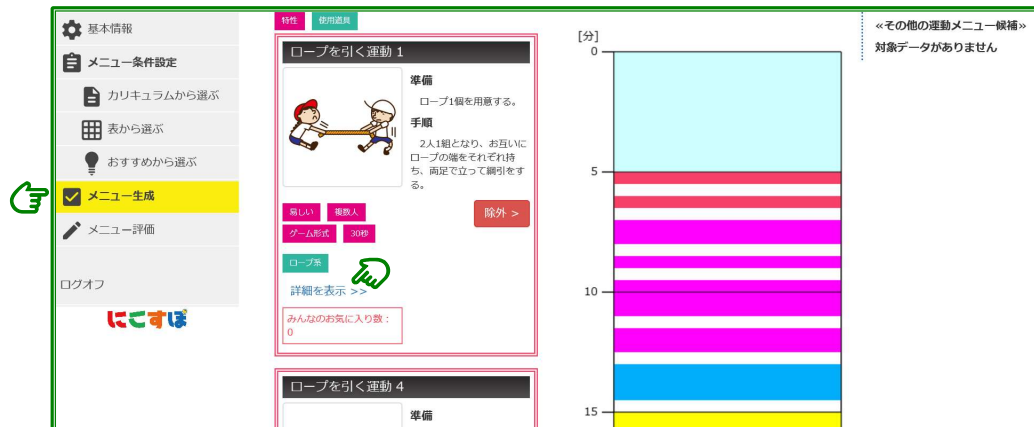 基本情報
メニュー条件設定
カリキュラムから選ぶ
表から選ぶ
おすすめから選ぶ
メニュー生成
メニュー評価
ログオフ
にこすぽ
特性 使用道具
ロープを引く運動 1
準備
ロープ1個を用意する。
手順
2人1組となり、お互いに
ロープの端をそれぞれ持
ち、両足で立って綱引をす
る。
易しい 複数人
ゲーム形式 30秒
除外 >
ロープ系
詳細を表示 >>
みんなのお気に入り数：
0
ロープを引く運動 4
準備
[分]
0
5
10
15
«その他の運動メニュー候補»
対象データがありません